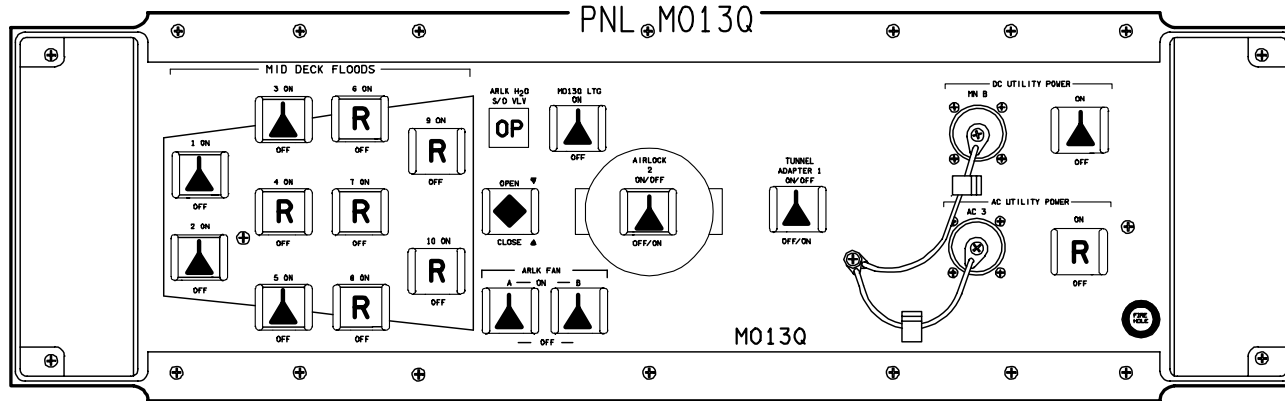 PNL MO13Q
MID DECK FLOODS
3 ON
OFF
6 ON
R
OFF
9 ON
R
OFF
1 ON
OFF
4 ON
R
OFF
7 ON
R
OFF
2 ON
OFF
5 ON
OFF
8 ON
R
OFF
10 ON
R
OFF
ARLK H₂O
S/O VLV
OP
OPEN
CLOSE
MO13Q LTG
ON
OFF
ARLK FAN
A — ON — B
— OFF —
AIRLOCK
2
ON/OFF
OFF/ON
TUNNEL
ADAPTER 1
ON/OFF
OFF/ON
MO13Q
DC UTILITY POWER
MN B
ON
OFF
AC UTILITY POWER
AC 3
ON
R
OFF
FIRE
HOLE